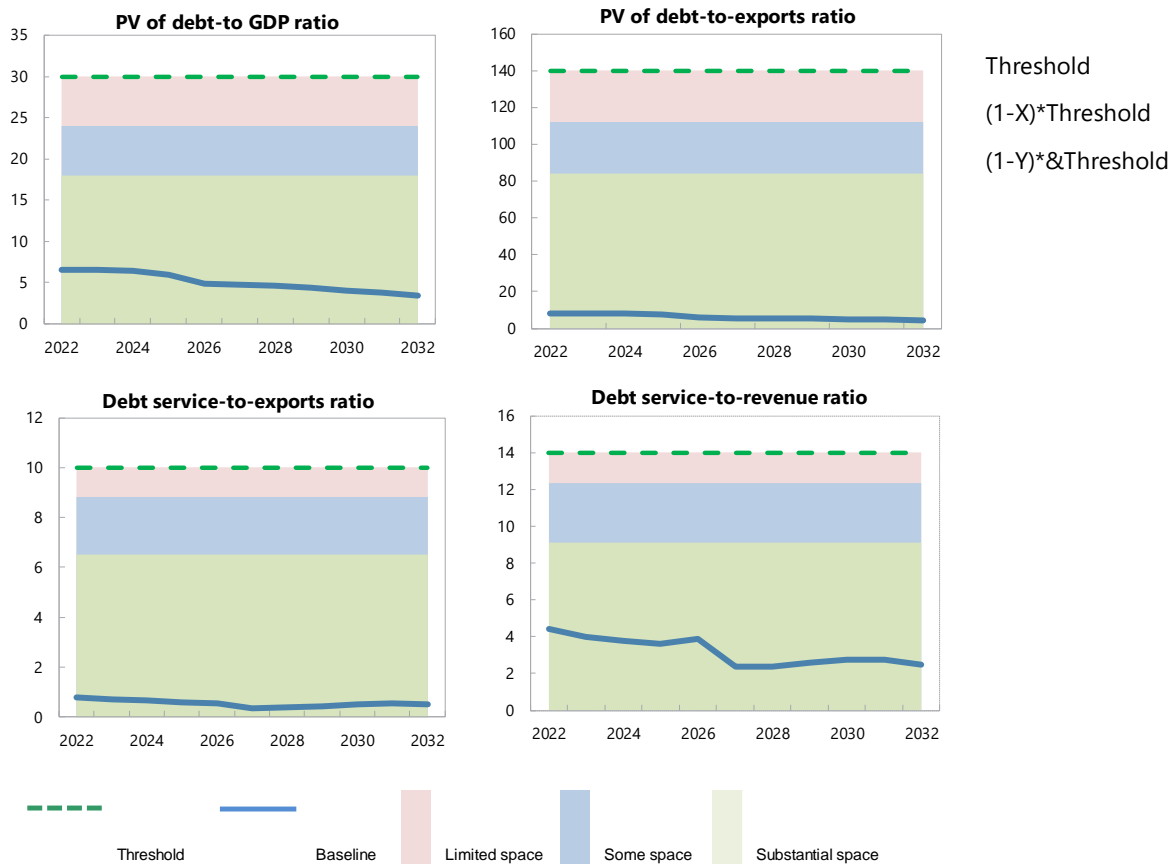 PV of debt-to GDP ratio
35
30
25
20
15
10
5
0
2022 2024 2026 2028 2030 2032
PV of debt-to-exports ratio
160
140
120
100
80
60
40
20
0
2022 2024 2026 2028 2030 2032
Threshold
(1-X)*Threshold
(1-Y)*&Threshold
Debt service-to-exports ratio
12
10
8
6
4
2
0
2022 2024 2026 2028 2030 2032
Debt service-to-revenue ratio
16
14
12
10
8
6
4
2
0
2022 2024 2026 2028 2030 2032
Threshold Baseline Limited space Some space Substantial space